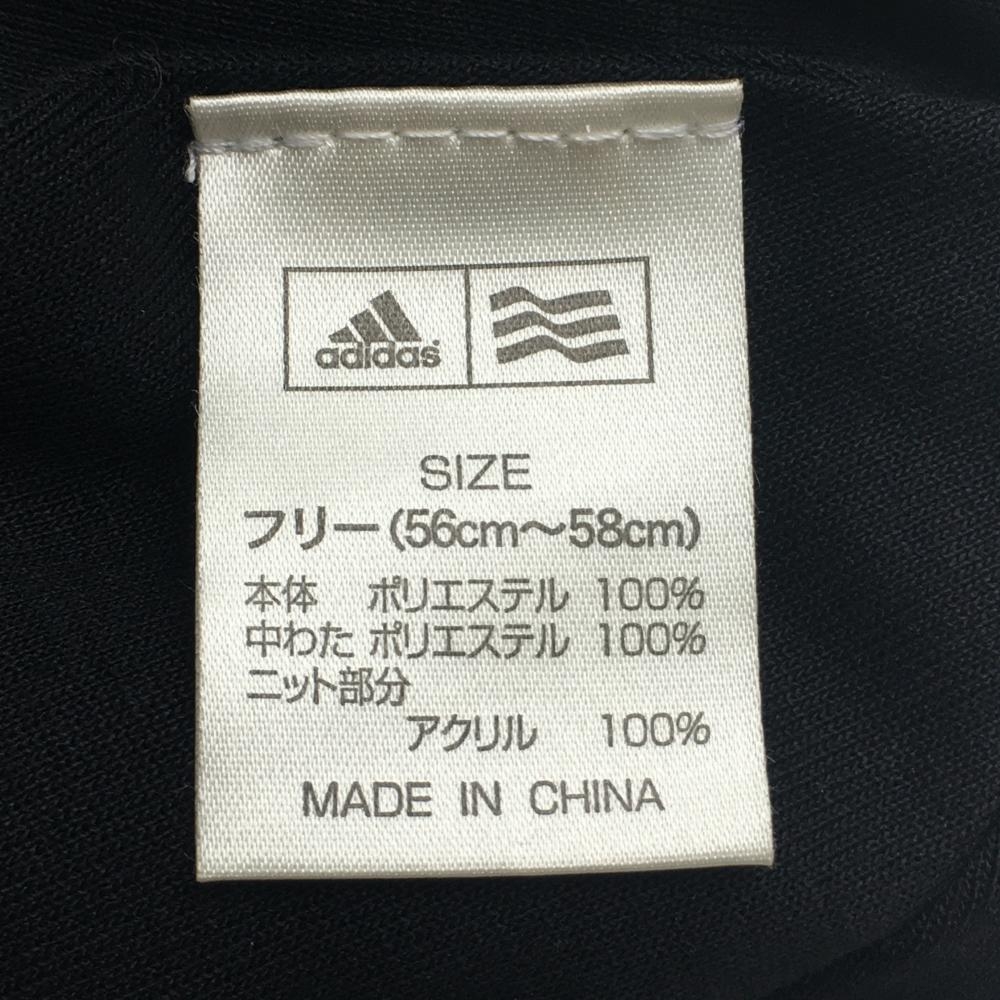 adidas
SIZE
フリー(56cm〜58cm)
本体 ポリエステル 100%
中わた ポリエステル 100%
ニット部分
アクリル 100%
MADE IN CHINA